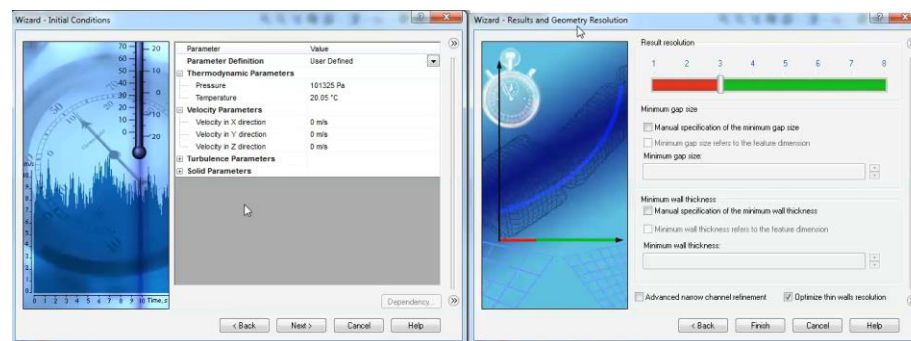 Wizard - Initial Conditions
Parameter Value
Parameter Definition User Defined
Thermodynamic Parameters
Pressure 101325 Pa
Temperature 20.05 °C
Velocity Parameters
Velocity in X direction 0 m/s
Velocity in Y direction 0 m/s
Velocity in Z direction 0 m/s
Turbulence Parameters
Solid Parameters
70 20
60
50 10
40
30 0
20
10
0 -20
0 1 2 3 4 5 6 7 8 9 10 Time, s
Dependency...
< Back Next > Cancel Help
Wizard - Results and Geometry Resolution
Result resolution
1 2 3 4 5 6 7 8
Minimum gap size
Manual specification of the minimum gap size
Minimum gap size refers to the feature dimension
Minimum gap size:
Minimum wall thickness
Manual specification of the minimum wall thickness
Minimum wall thickness refers to the feature dimension
Minimum wall thickness:
Advanced narrow channel refinement Optimize thin walls resolution
< Back Finish Cancel Help